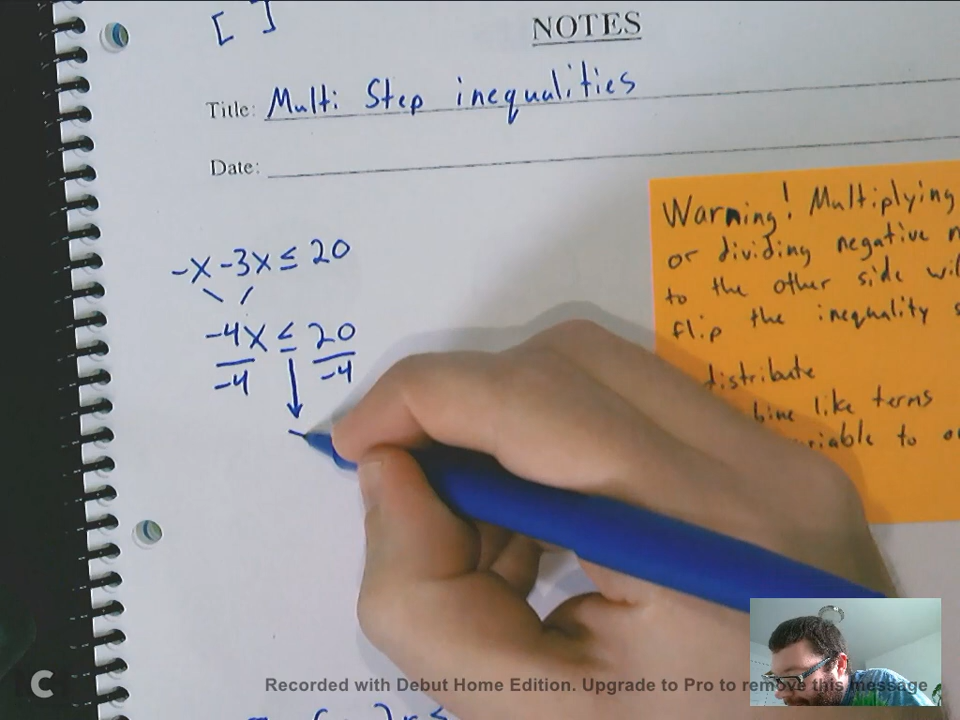 [ ]
NOTES
Title: Multi Step inequalities
Date:
-x -3x ≤ 20
-4x ≤ 20
-4 -4
Warning! Multiplying
or dividing negative
to the other side
flip the inequality
distribute
like terms
to
C
Recorded with Debut Home Edition. Upgrade to Pro to remove this message